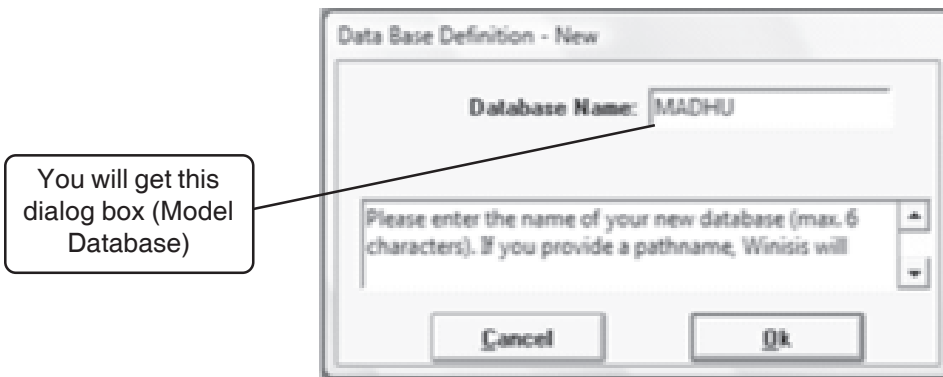 Data Base Definition - New
Database Name: MADHU
You will get this
dialog box (Model
Database)
Please enter the name of your new database (max. 6
characters). If you provide a pathname, Winisis will
Cancel
Ok